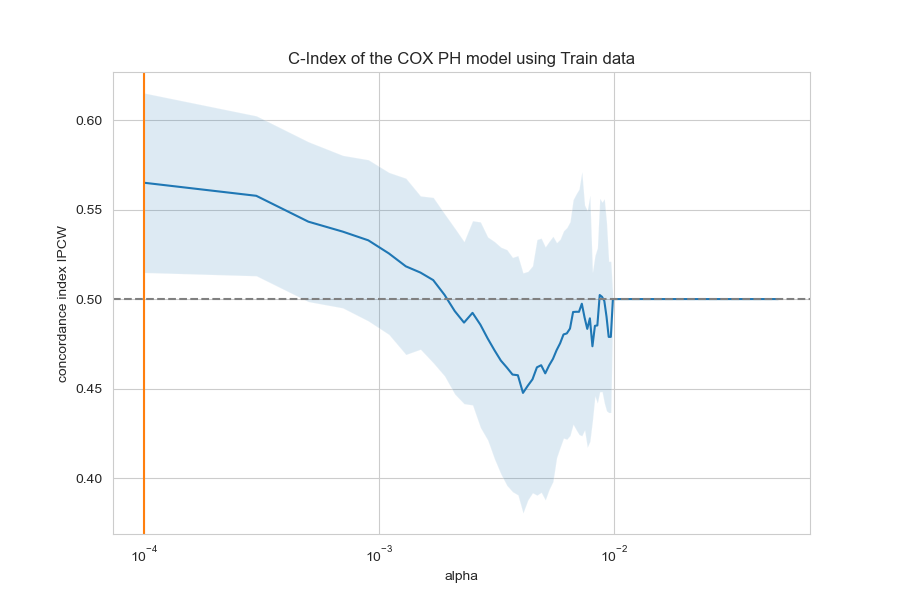 C-Index of the COX PH model using Train data
concordance index IPCW
0.60
0.55
0.50
0.45
0.40
10⁻⁴ 10⁻³ 10⁻²
alpha